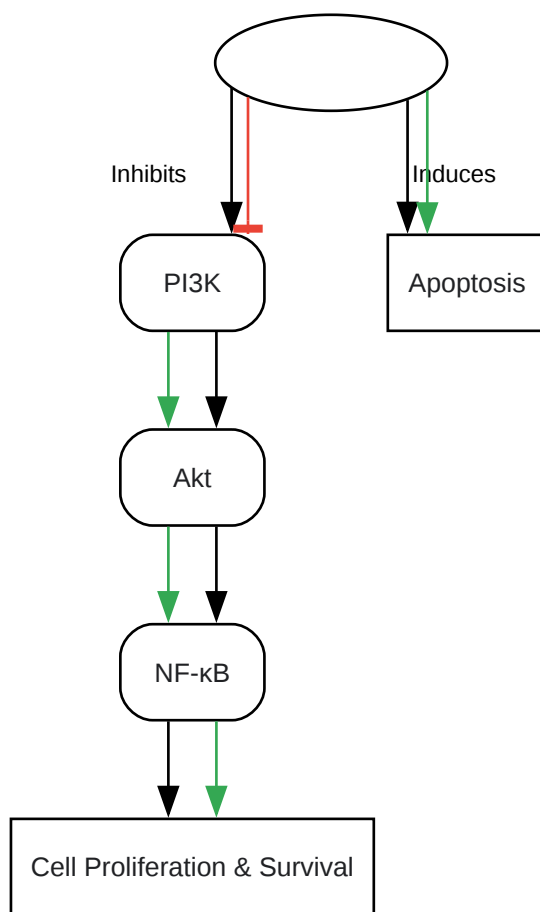 Inhibits
Induces
PI3K
Apoptosis
Akt
NF-κB
Cell Proliferation & Survival